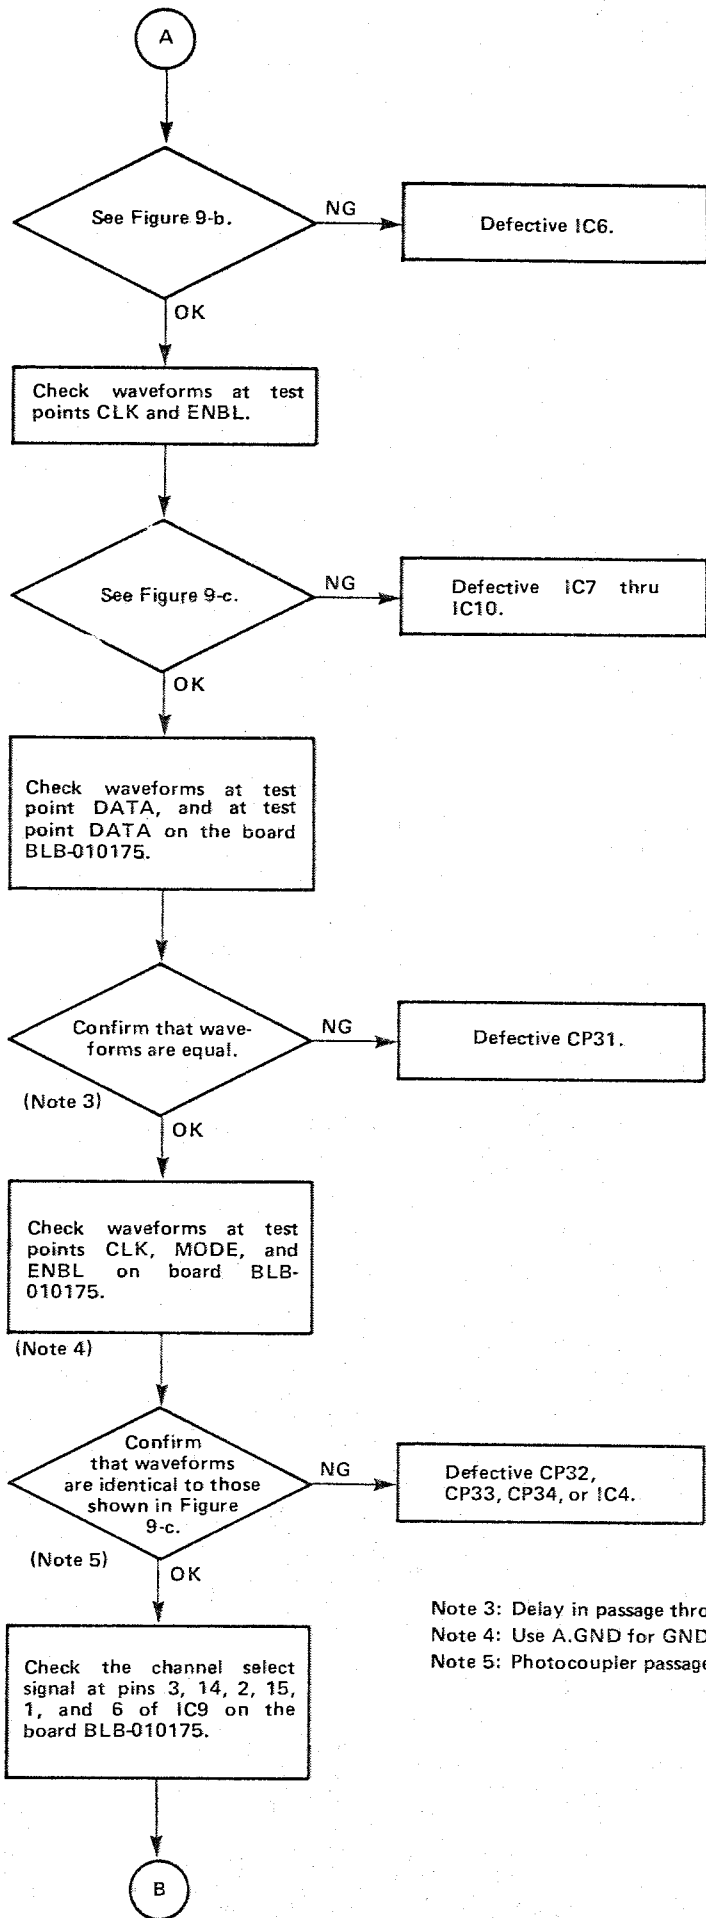 A
See Figure 9-b.
NG
Defective IC6.
OK
Check waveforms at test
points CLK and ENBL.
See Figure 9-c.
NG
Defective IC7 thru
IC10.
OK
Check waveforms at test
point DATA, and at test
point DATA on the board
BLB-010175.
Confirm that wave-
forms are equal.
NG
Defective CP31.
(Note 3)
OK
Check waveforms at test
points CLK, MODE, and
ENBL on board BLB-
010175.
(Note 4)
Confirm
that waveforms
are identical to those
shown in Figure
9-c.
NG
Defective CP32,
CP33, CP34, or IC4.
(Note 5)
OK
Note 3: Delay in passage thro
Note 4: Use A.GND for GND
Note 5: Photocoupler passage
Check the channel select
signal at pins 3, 14, 2, 15,
1, and 6 of IC9 on the
board BLB-010175.
B